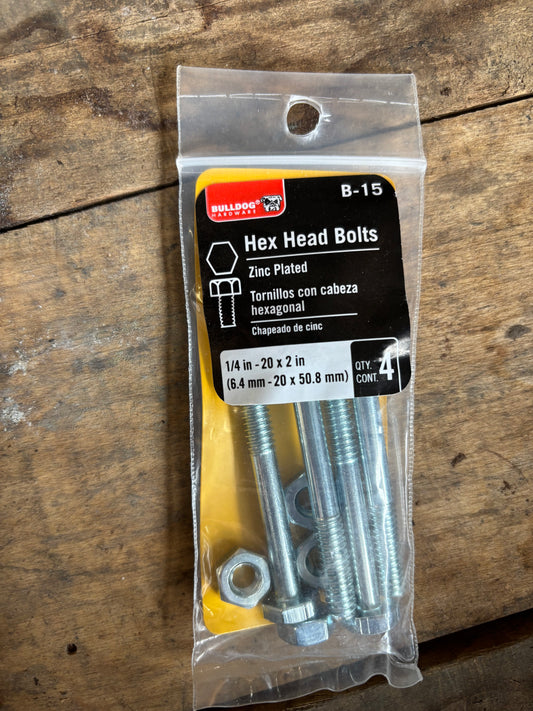 BULLDOG®
HARDWARE
B-15
Hex Head Bolts
Zinc Plated
Tornillos con cabeza
hexagonal
Chapeado de cinc
1/4 in - 20 x 2 in
(6.4 mm - 20 x 50.8 mm)
QTY.
CONT. 4